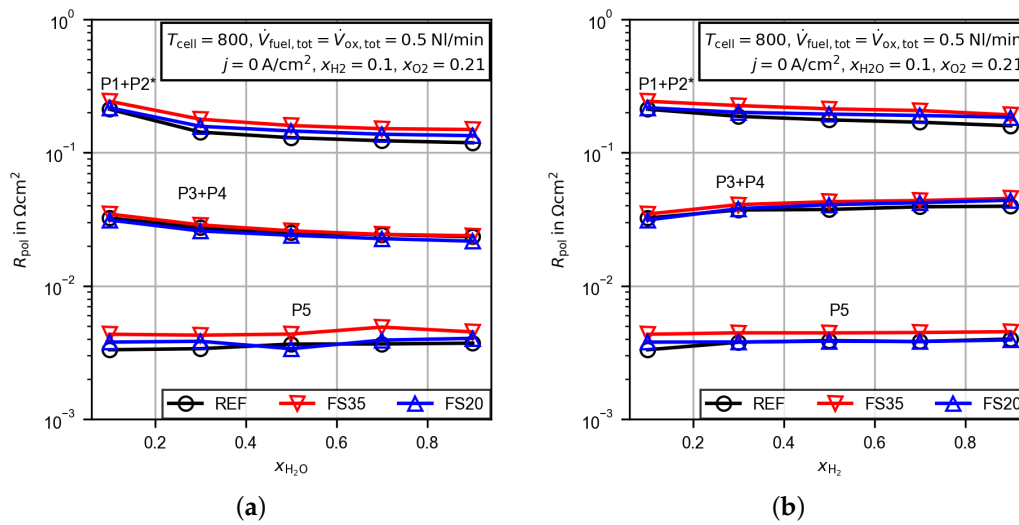 10⁰
T_cell = 800, V̇_fuel,tot = V̇_ox,tot = 0.5 Nl/min
j = 0 A/cm², x_H2 = 0.1, x_O2 = 0.21
P1+P2*
10⁻¹
P3+P4
R_pol in Ωcm²
10⁻²
P5
REF FS35 FS20
10⁻³
0.2 0.4 0.6 0.8
x_H₂O
(a)
10⁰
T_cell = 800, V̇_fuel,tot = V̇_ox,tot = 0.5 Nl/min
j = 0 A/cm², x_H2O = 0.1, x_O2 = 0.21
P1+P2*
10⁻¹
P3+P4
R_pol in Ωcm²
10⁻²
P5
REF FS35 FS20
10⁻³
0.2 0.4 0.6 0.8
x_H₂
(b)